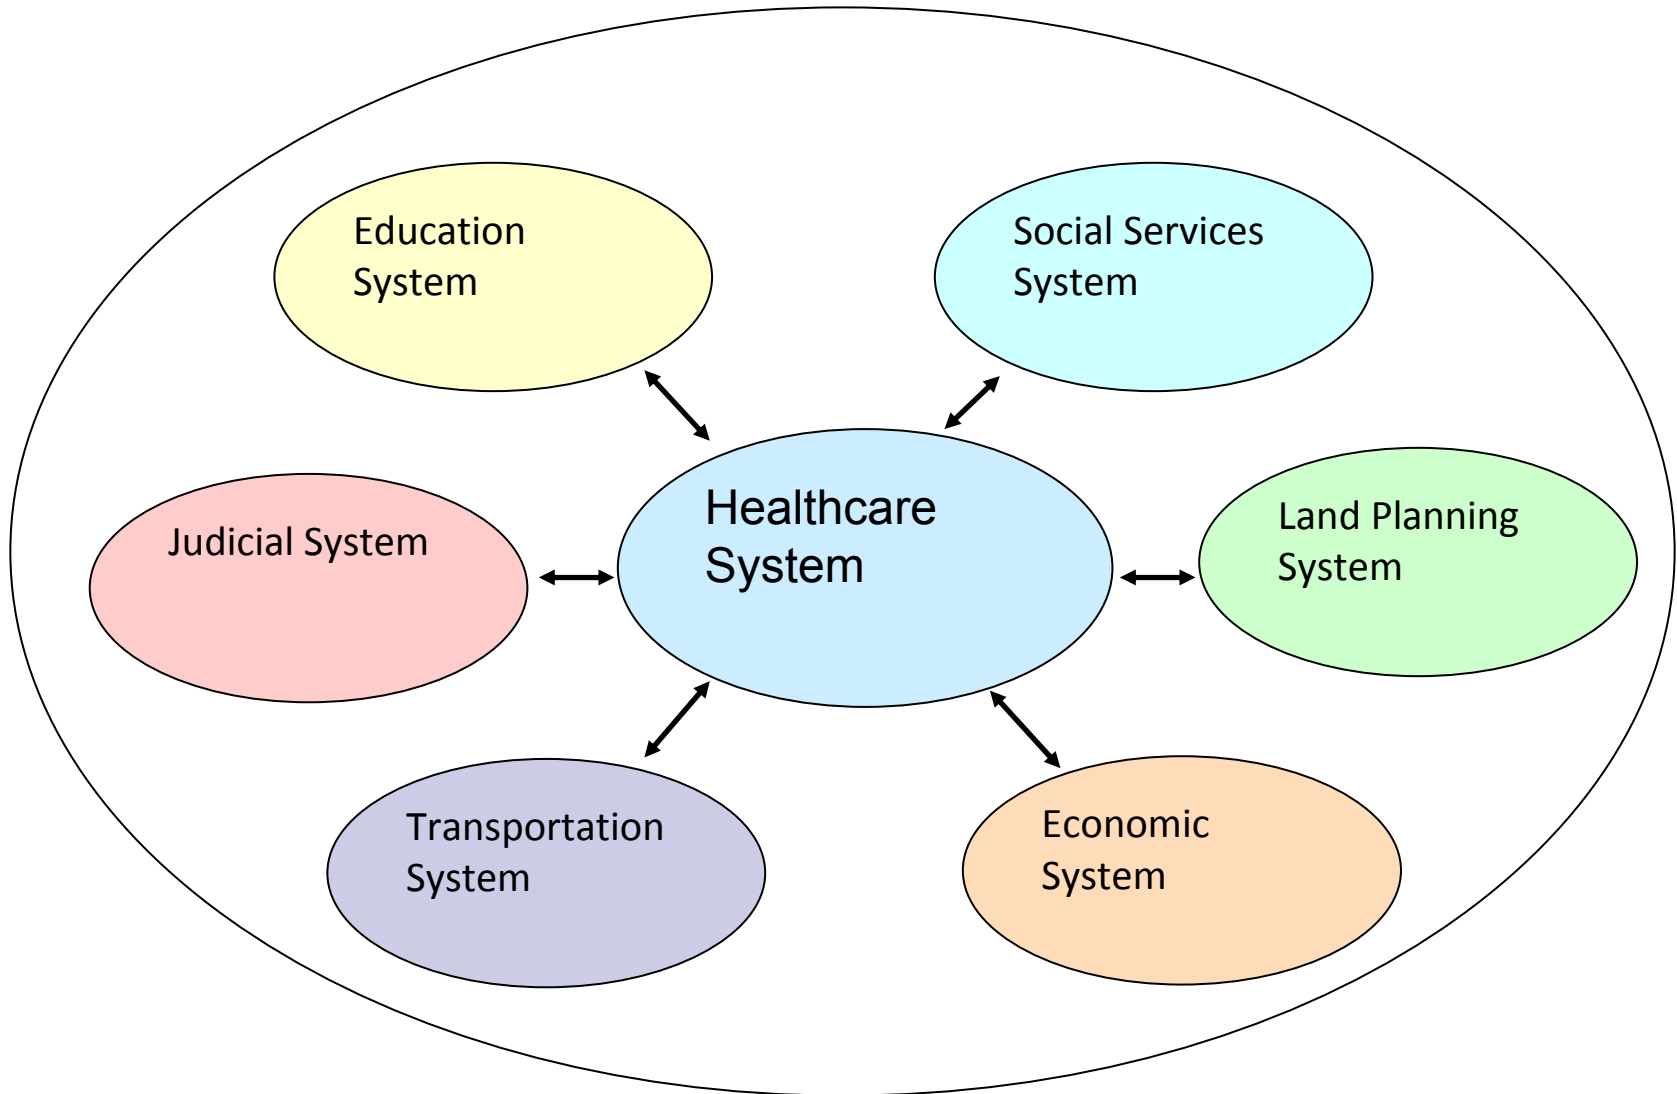 Education
System
Social Services
System
Healthcare
System
Judicial System
Land Planning
System
Transportation
System
Economic
System